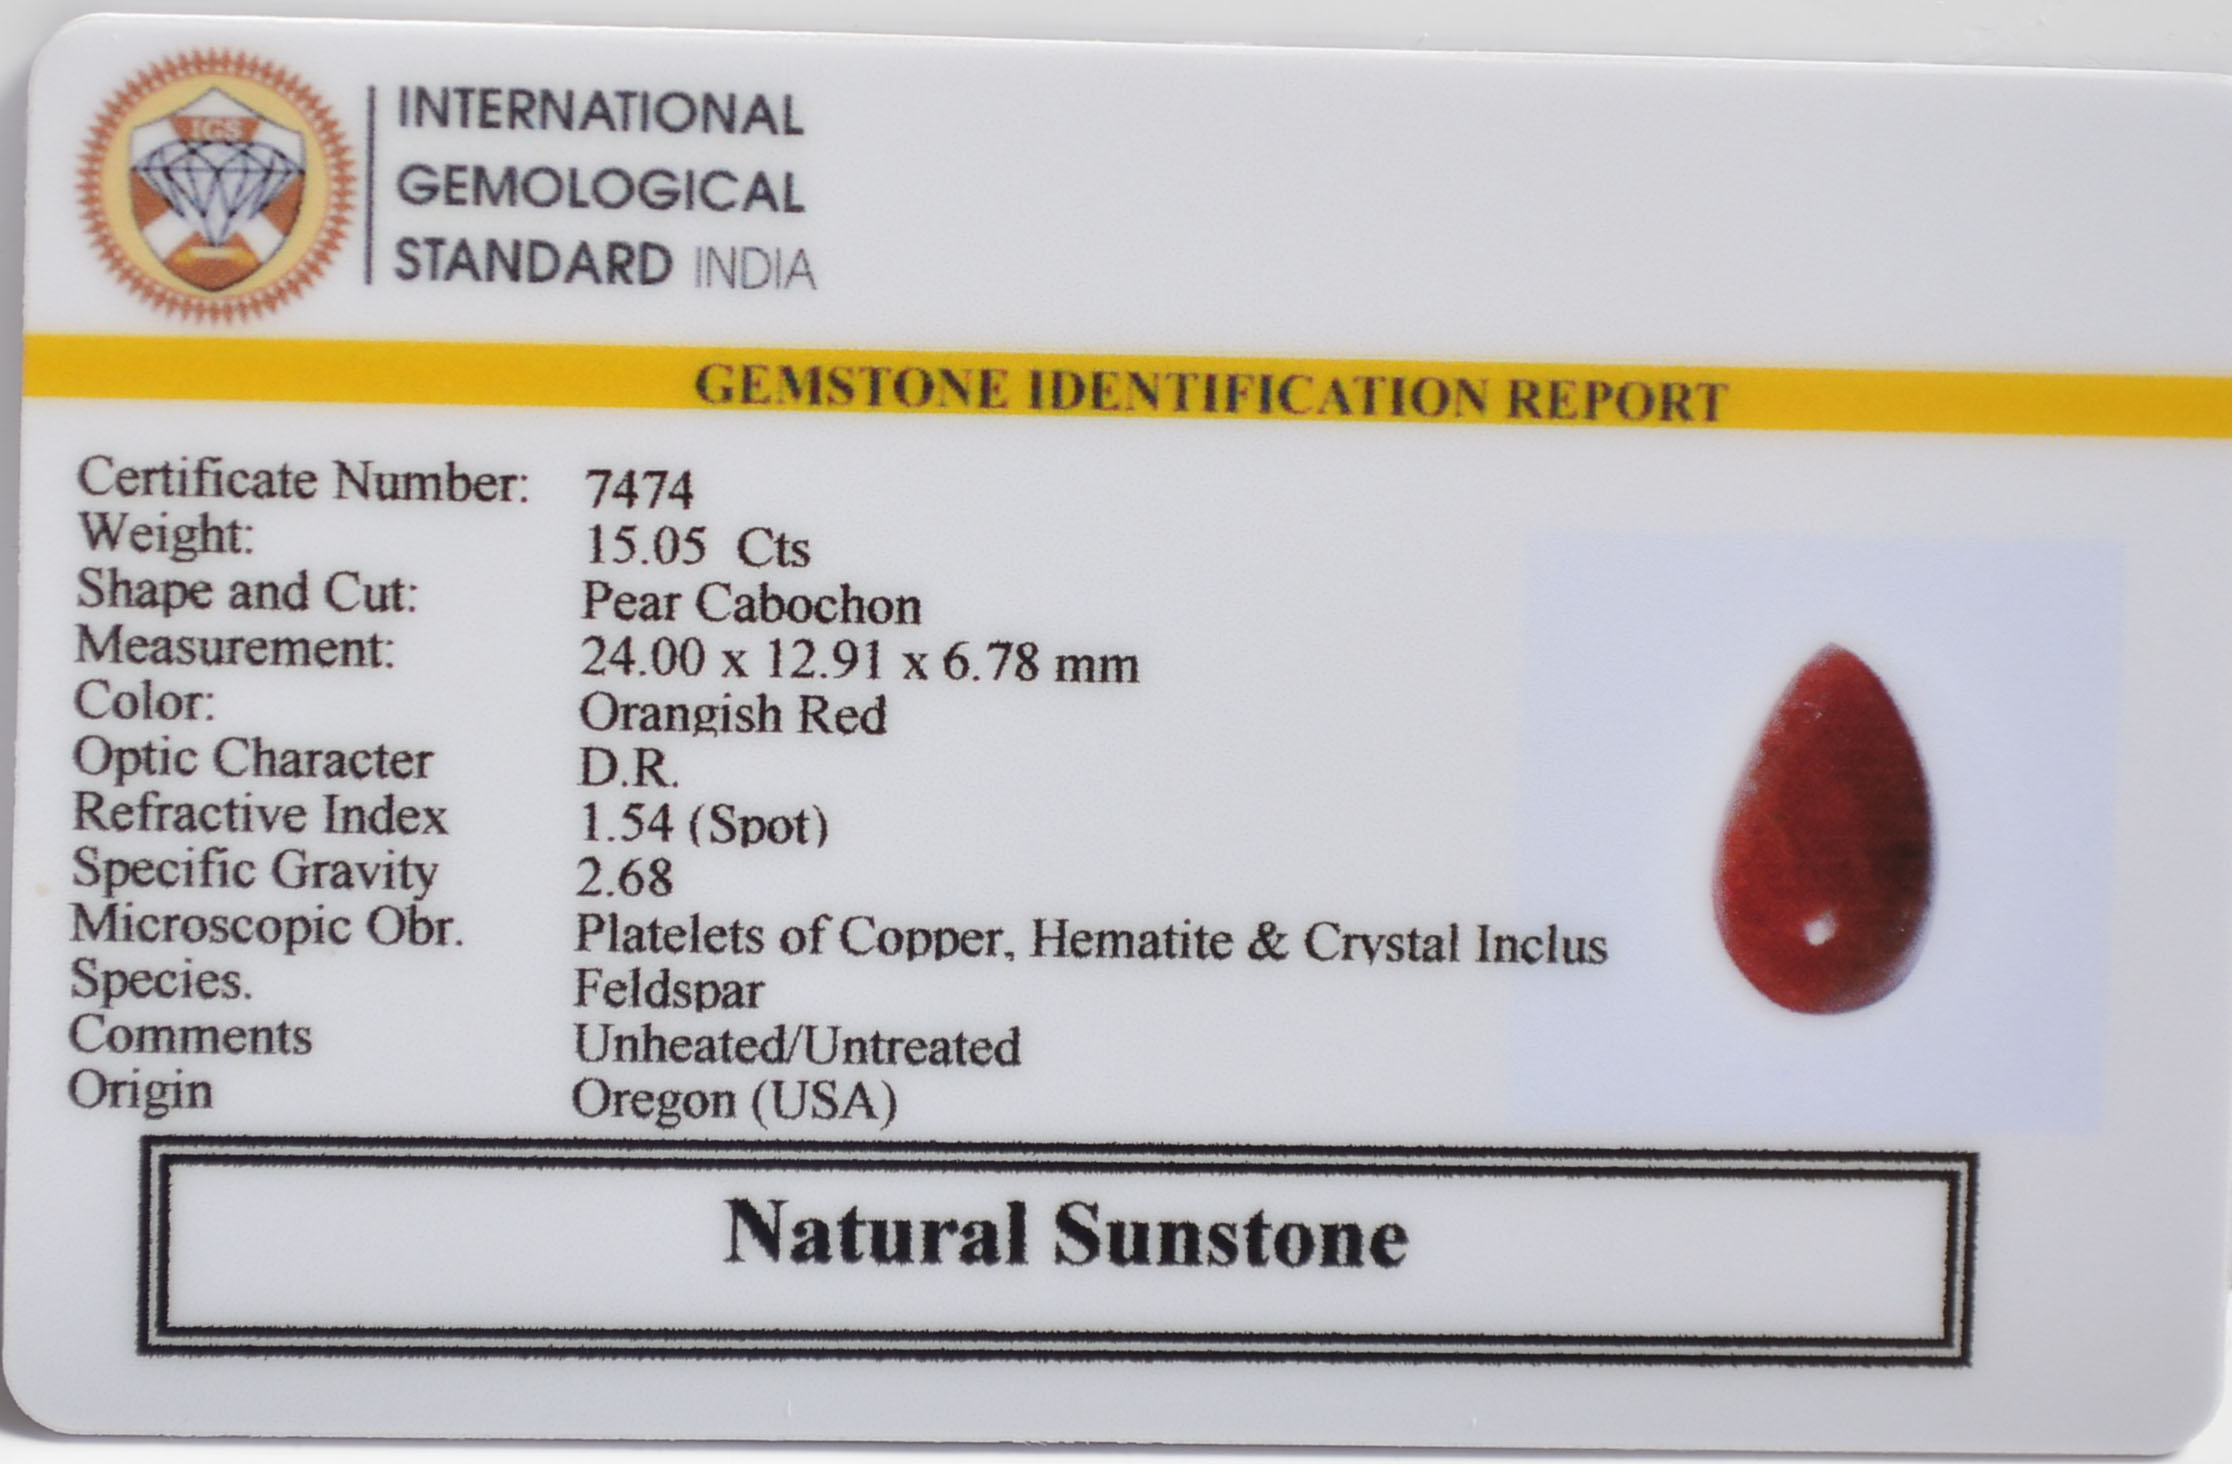 IGS
INTERNATIONAL
GEMOLOGICAL
STANDARD INDIA
GEMSTONE IDENTIFICATION REPORT
Certificate Number: 7474
Weight: 15.05 Cts
Shape and Cut: Pear Cabochon
Measurement: 24.00 x 12.91 x 6.78 mm
Color: Orangish Red
Optic Character D.R.
Refractive Index 1.54 (Spot)
Specific Gravity 2.68
Microscopic Obr. Platelets of Copper, Hematite & Crystal Inclus
Species. Feldspar
Comments Unheated/Untreated
Origin Oregon (USA)
Natural Sunstone